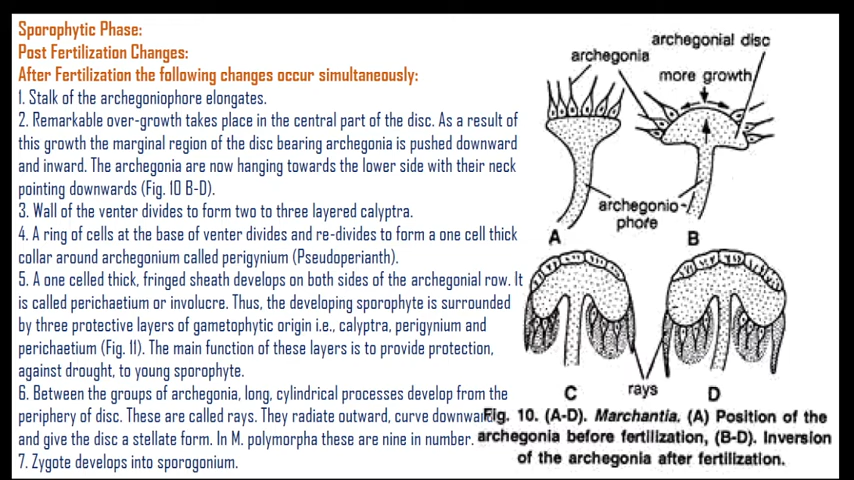 Sporophytic Phase:
Post Fertilization Changes:
After Fertilization the following changes occur simultaneously:
1. Stalk of the archegoniophore elongates.
2. Remarkable over-growth takes place in the central part of the disc. As a result of
this growth the marginal region of the disc bearing archegonia is pushed downward
and inward. The archegonia are now hanging towards the lower side with their neck
pointing downwards (Fig. 10 B-D).
3. Wall of the venter divides to form two to three layered calyptra.
4. A ring of cells at the base of venter divides and re-divides to form a one cell thick
collar around archegonium called perigynium (Pseudoperianth).
5. A one celled thick, fringed sheath develops on both sides of the archegonial row. It
is called perichaetium or involucre. Thus, the developing sporophyte is surrounded
by three protective layers of gametophytic origin i.e., calyptra, perigynium and
perichaetium (Fig. 11). The main function of these layers is to provide protection,
against drought, to young sporophyte.
6. Between the groups of archegonia, long, cylindrical processes develop from the
periphery of disc. These are called rays. They radiate outward, curve downwards
and give the disc a stellate form. In M. polymorpha these are nine in number.
7. Zygote develops into sporogonium.
archegonial disc
archegonia
more growth
archegonio-
phore
A
B
C
rays
D
Fig. 10. (A-D). Marchantia. (A) Position of the
archegonia before fertilization, (B-D). Inversion
of the archegonia after fertilization.